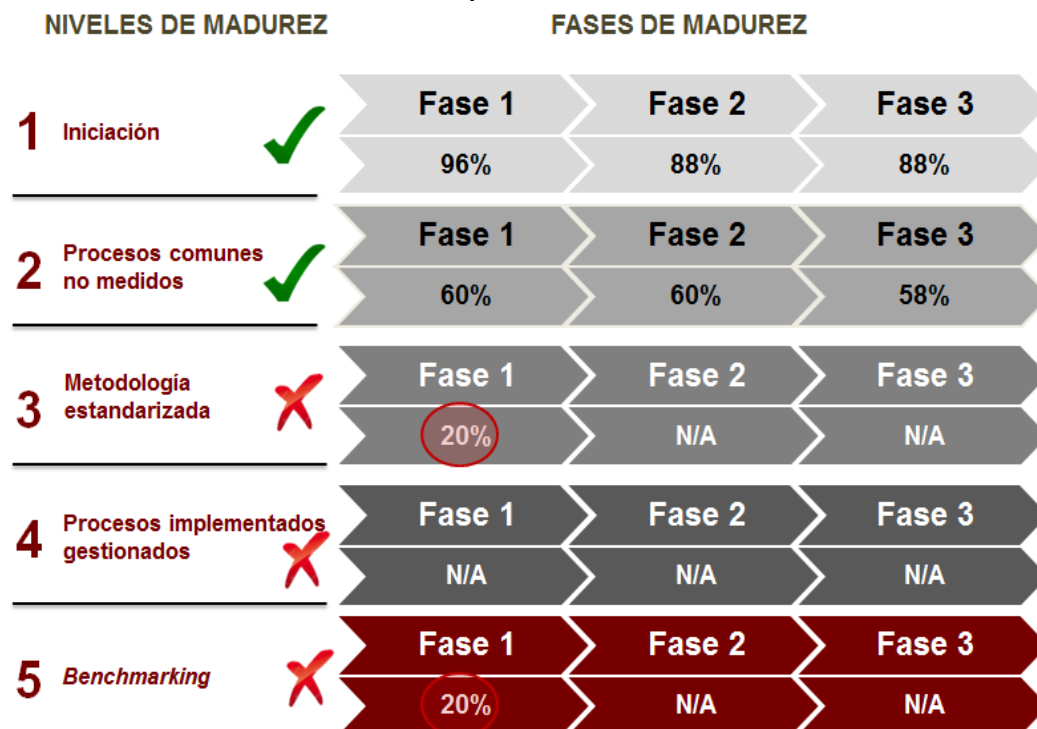 NIVELES DE MADUREZ FASES DE MADUREZ
1 Iniciación
Fase 1 Fase 2 Fase 3
96% 88% 88%
2 Procesos comunes
no medidos
Fase 1 Fase 2 Fase 3
60% 60% 58%
3 Metodología
estandarizada
Fase 1 Fase 2 Fase 3
20% N/A N/A
4 Procesos implementados
gestionados
Fase 1 Fase 2 Fase 3
N/A N/A N/A
5 Benchmarking
Fase 1 Fase 2 Fase 3
20% N/A N/A